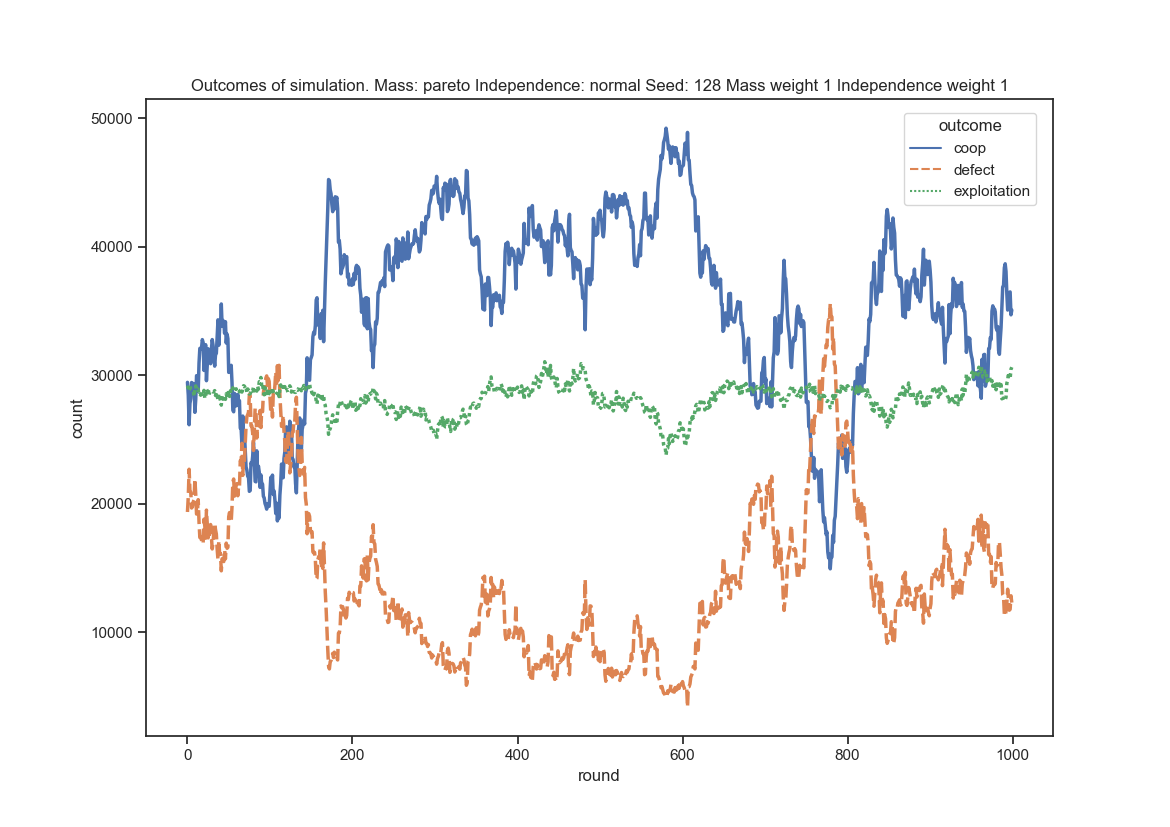 Outcomes of simulation. Mass: pareto Independence: normal Seed: 128 Mass weight 1 Independence weight 1
50000
40000
30000
20000
10000
count
outcome
coop
defect
exploitation
0
200
400
600
800
1000
round